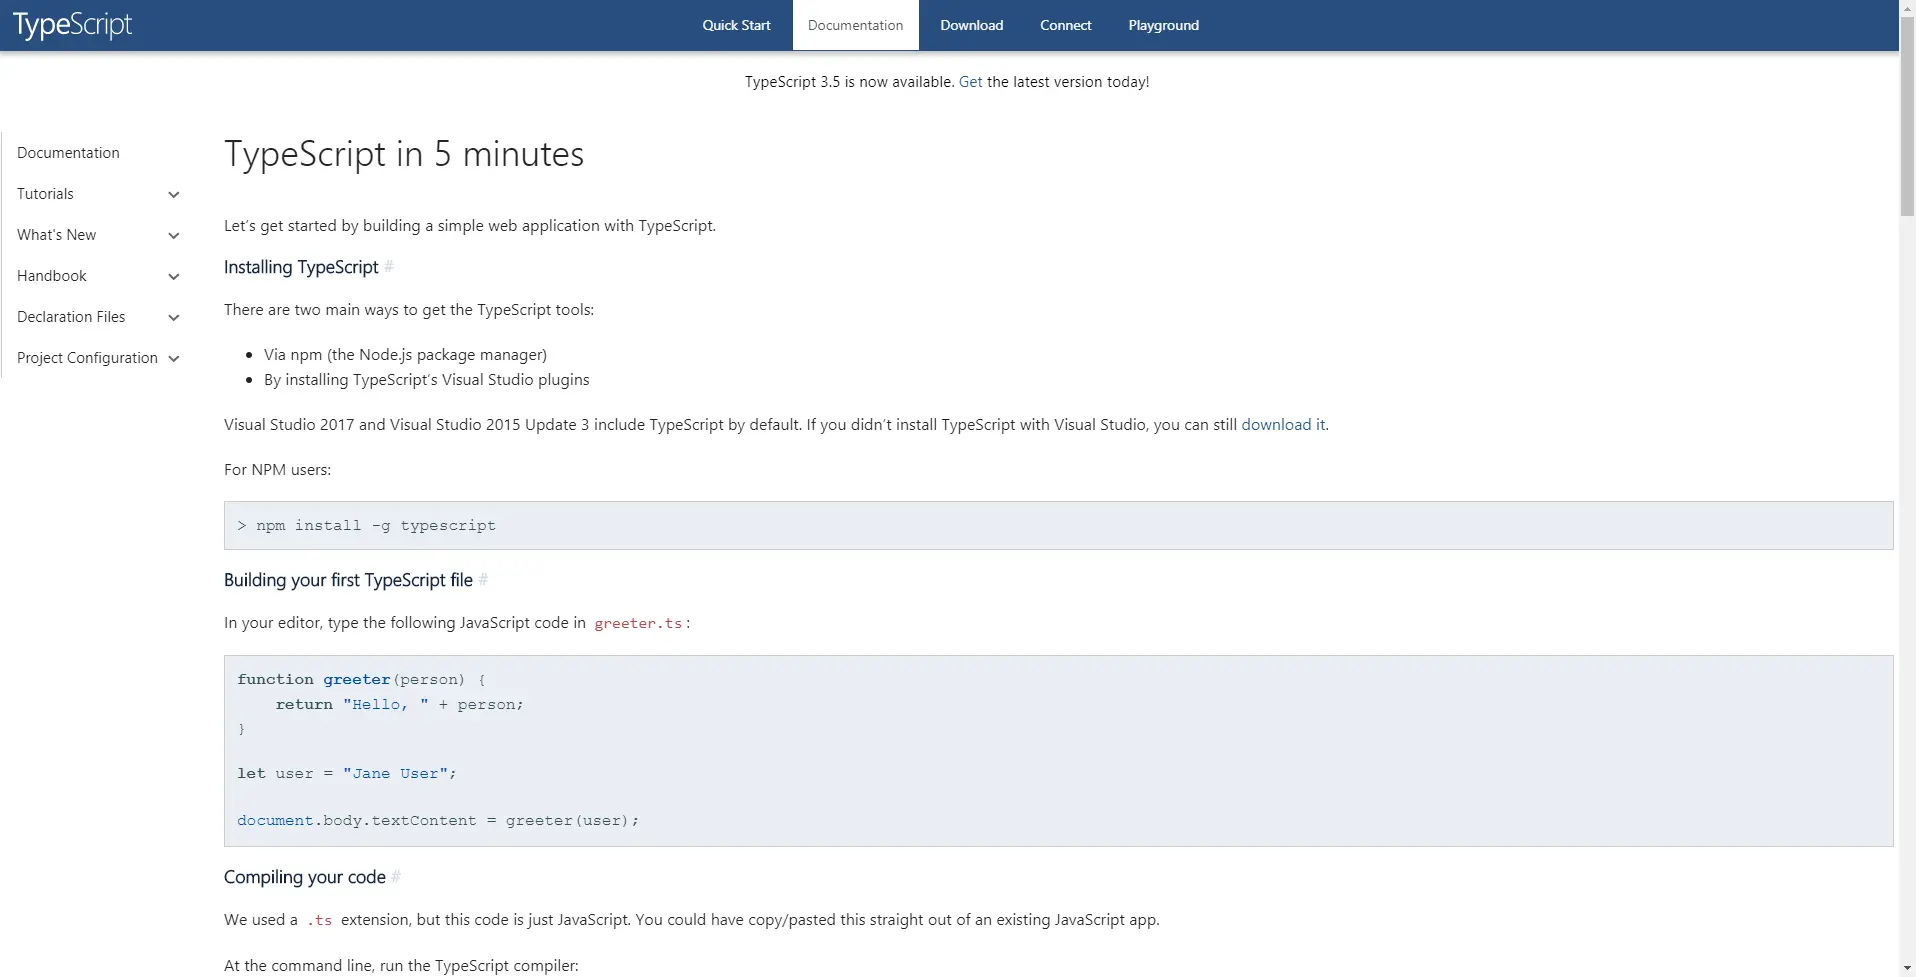 TypeScript
Quick Start
Documentation
Download
Connect
Playground
TypeScript 3.5 is now available. Get the latest version today!
Documentation
Tutorials
What's New
Handbook
Declaration Files
Project Configuration
TypeScript in 5 minutes
Let’s get started by building a simple web application with TypeScript.
Installing TypeScript #
There are two main ways to get the TypeScript tools:
• Via npm (the Node.js package manager)
• By installing TypeScript’s Visual Studio plugins
Visual Studio 2017 and Visual Studio 2015 Update 3 include TypeScript by default. If you didn’t install TypeScript with Visual Studio, you can still download it.
For NPM users:
> npm install -g typescript
Building your first TypeScript file #
In your editor, type the following JavaScript code in greeter.ts:
function greeter(person) {
    return "Hello, " + person;
}
let user = "Jane User";
document.body.textContent = greeter(user);
Compiling your code #
We used a .ts extension, but this code is just JavaScript. You could have copy/pasted this straight out of an existing JavaScript app.
At the command line, run the TypeScript compiler: